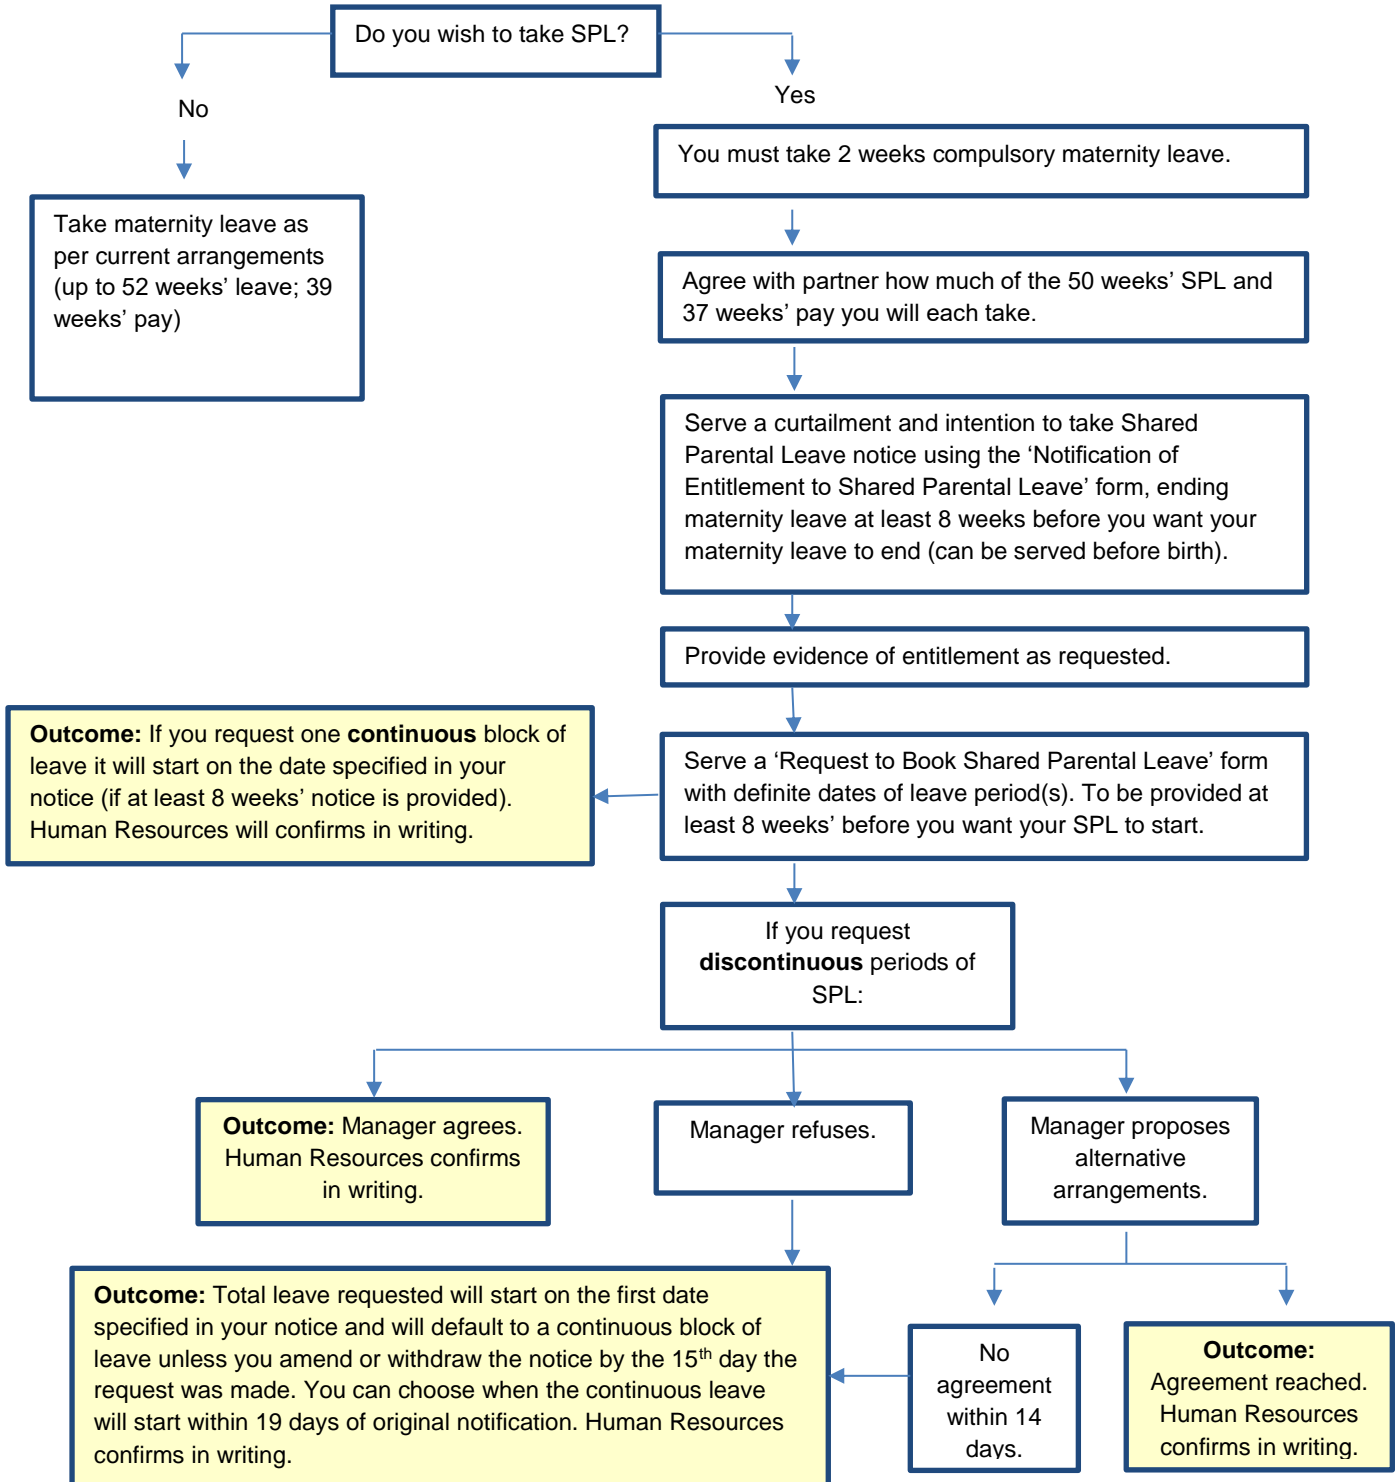 Do you wish to take SPL?
No
Yes
You must take 2 weeks compulsory maternity leave.
Take maternity leave as
per current arrangements
(up to 52 weeks’ leave; 39
weeks’ pay)
Agree with partner how much of the 50 weeks’ SPL and
37 weeks’ pay you will each take.
Serve a curtailment and intention to take Shared
Parental Leave notice using the ‘Notification of
Entitlement to Shared Parental Leave’ form, ending
maternity leave at least 8 weeks before you want your
maternity leave to end (can be served before birth).
Provide evidence of entitlement as requested.
Outcome: If you request one continuous block of
leave it will start on the date specified in your
notice (if at least 8 weeks’ notice is provided).
Human Resources will confirms in writing.
Serve a ‘Request to Book Shared Parental Leave’ form
with definite dates of leave period(s). To be provided at
least 8 weeks’ before you want your SPL to start.
If you request
discontinuous periods of
SPL:
Outcome: Manager agrees.
Human Resources confirms
in writing.
Manager refuses.
Manager proposes
alternative
arrangements.
Outcome: Total leave requested will start on the first date
specified in your notice and will default to a continuous block of
leave unless you amend or withdraw the notice by the 15th day the
request was made. You can choose when the continuous leave
will start within 19 days of original notification. Human Resources
confirms in writing.
No
agreement
within 14
days.
Outcome:
Agreement reached.
Human Resources
confirms in writing.